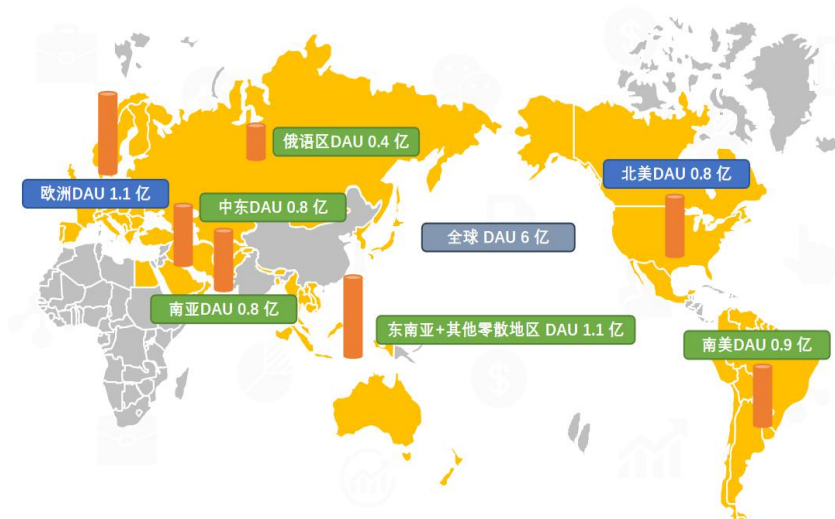 俄语区DAU 0.4 亿
欧洲DAU 1.1 亿
中东DAU 0.8 亿
北美DAU 0.8 亿
全球 DAU 6 亿
南亚DAU 0.8 亿
东南亚+其他零散地区 DAU 1.1 亿
南美DAU 0.9 亿